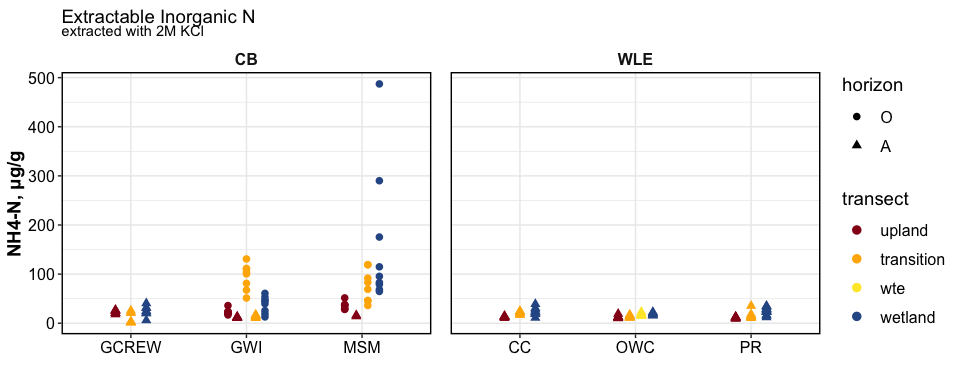 Extractable Inorganic N
extracted with 2M KCl
CB
WLE
NH4-N, µg/g
500
400
300
200
100
0
GCREW
GWI
MSM
CC
OWC
PR
horizon
O
A
transect
upland
transition
wte
wetland